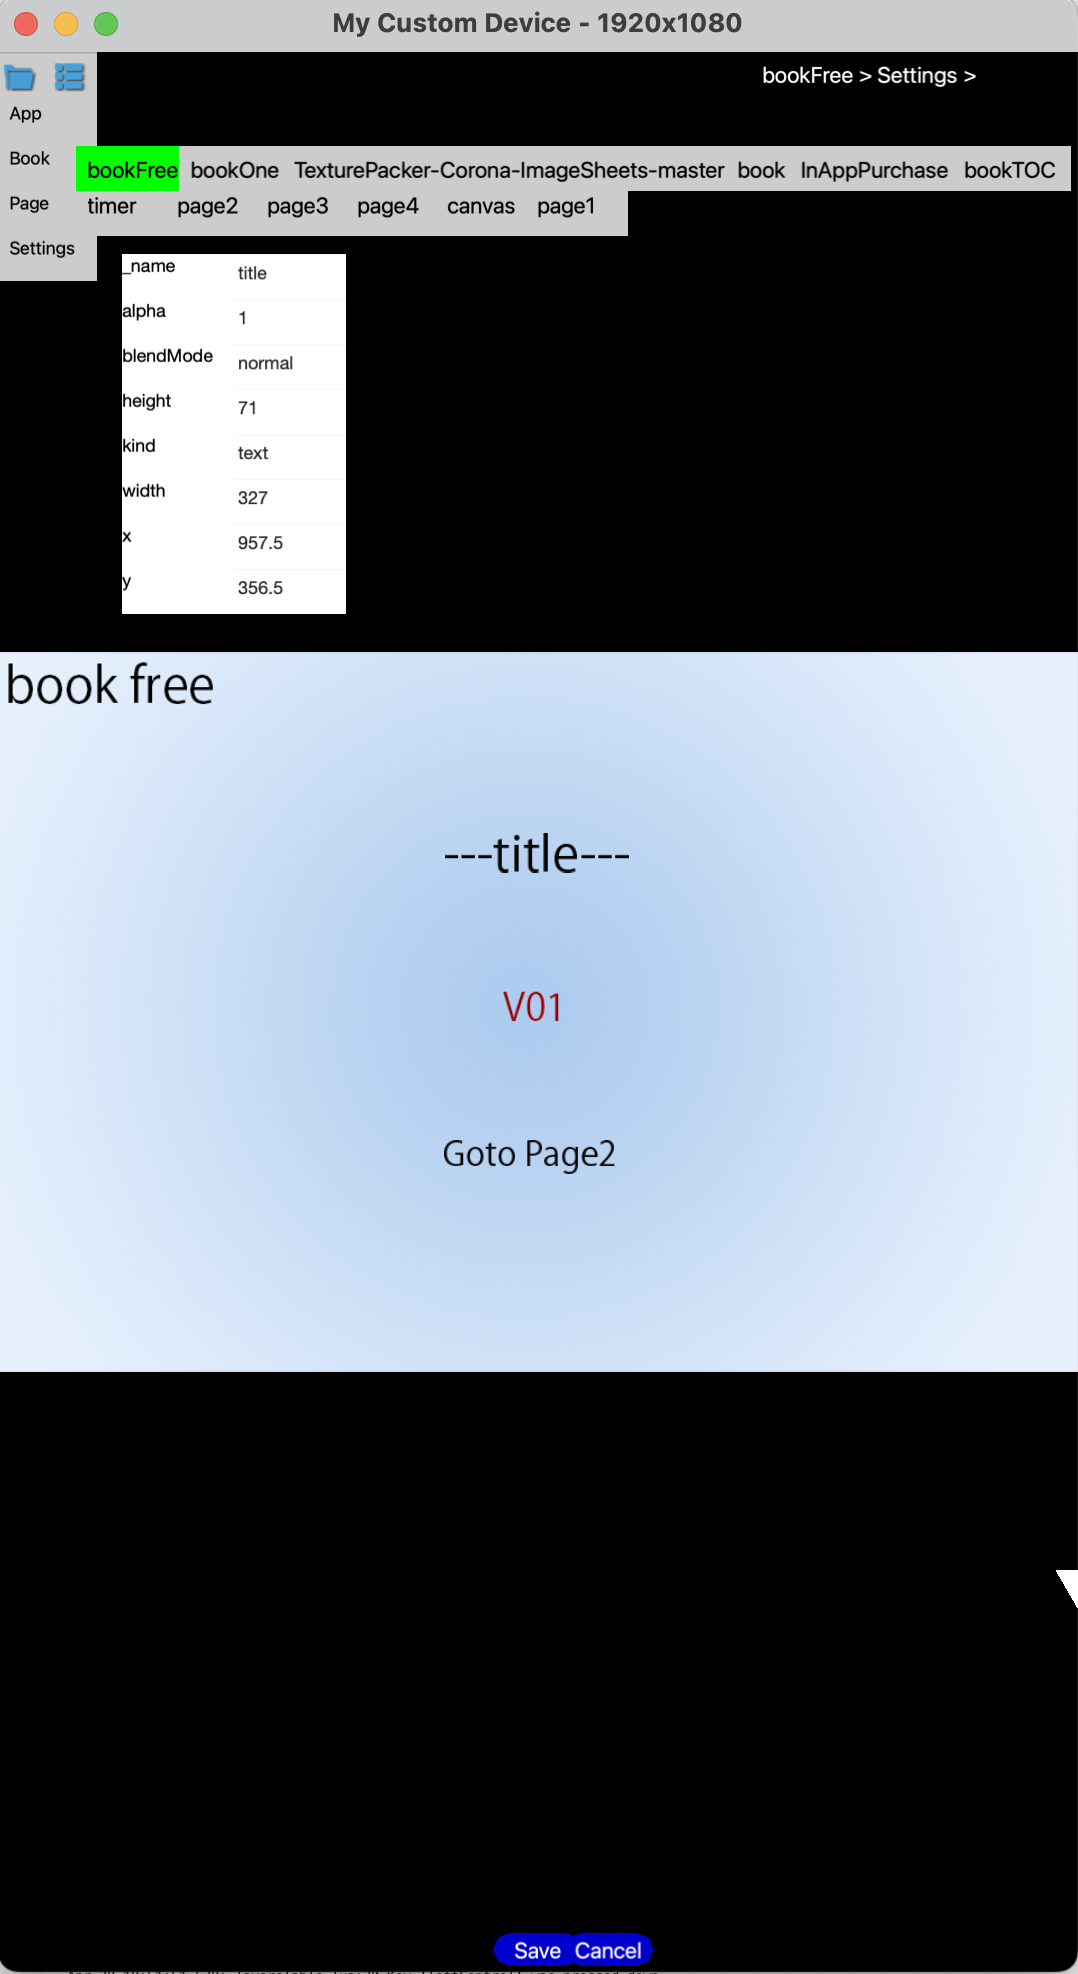 My Custom Device - 1920x1080
bookFree > Settings >
App
Book
bookFree bookOne TexturePacker-Corona-ImageSheets-master book InAppPurchase bookTOC
Page
timer page2 page3 page4 canvas page1
Settings
_name title
alpha 1
blendMode normal
height 71
kind text
width 327
x 957.5
y 356.5
book free
---title---
V01
Goto Page2
Save Cancel